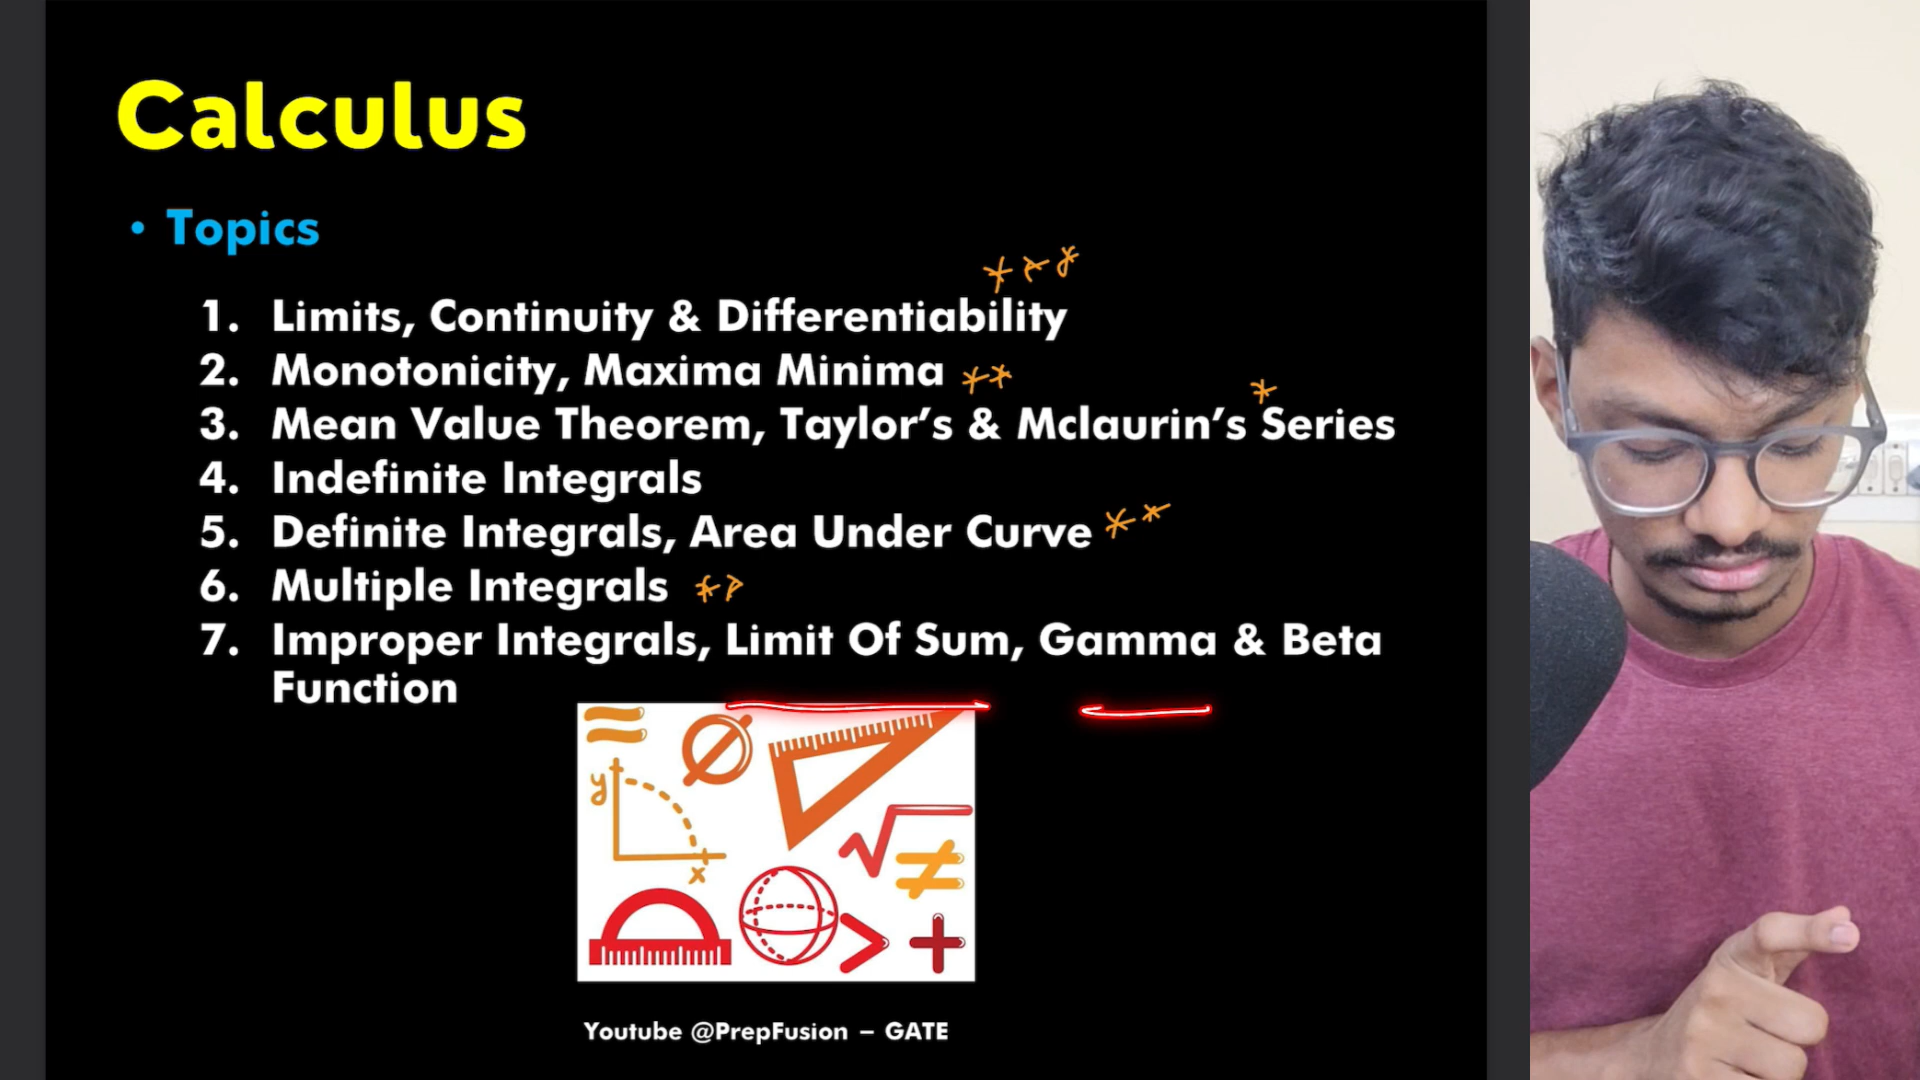 Calculus
• Topics
***
1. Limits, Continuity & Differentiability
2. Monotonicity, Maxima Minima **
*
3. Mean Value Theorem, Taylor's & Mclaurin's Series
4. Indefinite Integrals
5. Definite Integrals, Area Under Curve **
6. Multiple Integrals **
7. Improper Integrals, Limit Of Sum, Gamma & Beta
Function
y
x
Youtube @PrepFusion – GATE